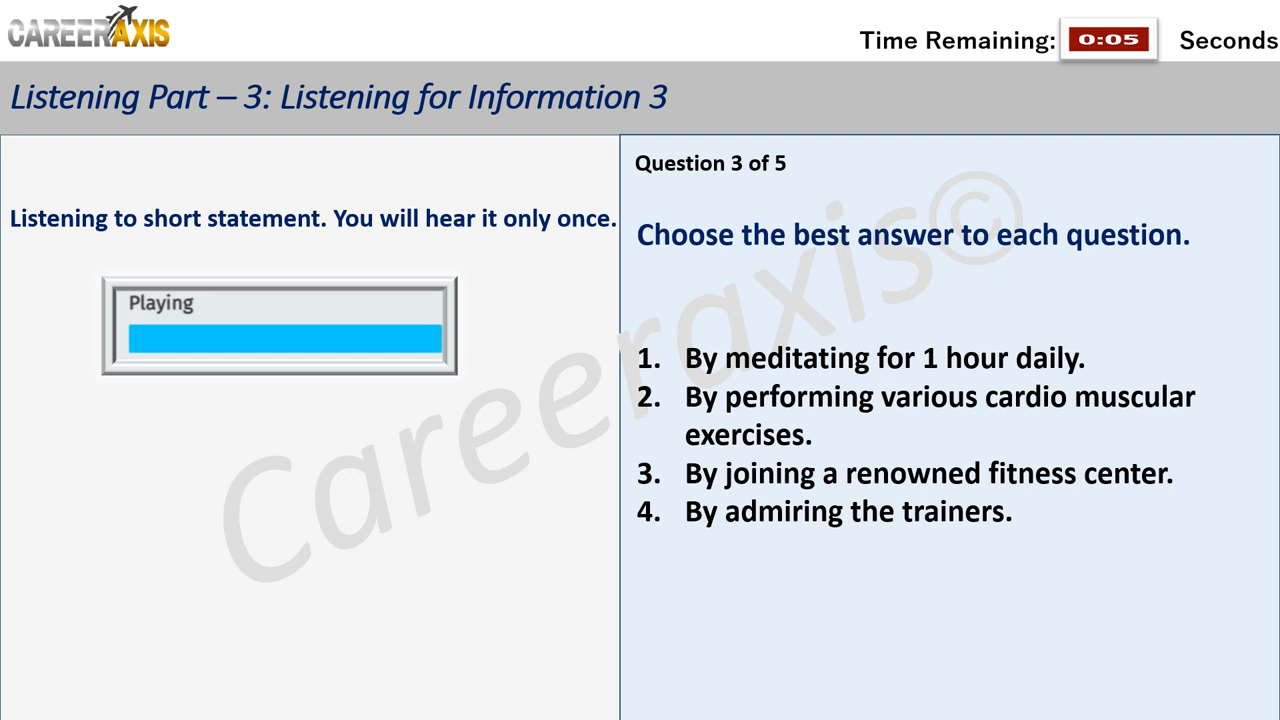 CAREERAXIS
Time Remaining: 0:05 Seconds
Listening Part – 3: Listening for Information 3
Question 3 of 5
Listening to short statement. You will hear it only once.
Choose the best answer to each question.
Playing
1. By meditating for 1 hour daily.
2. By performing various cardio muscular
exercises.
3. By joining a renowned fitness center.
4. By admiring the trainers.
Careeraxis©